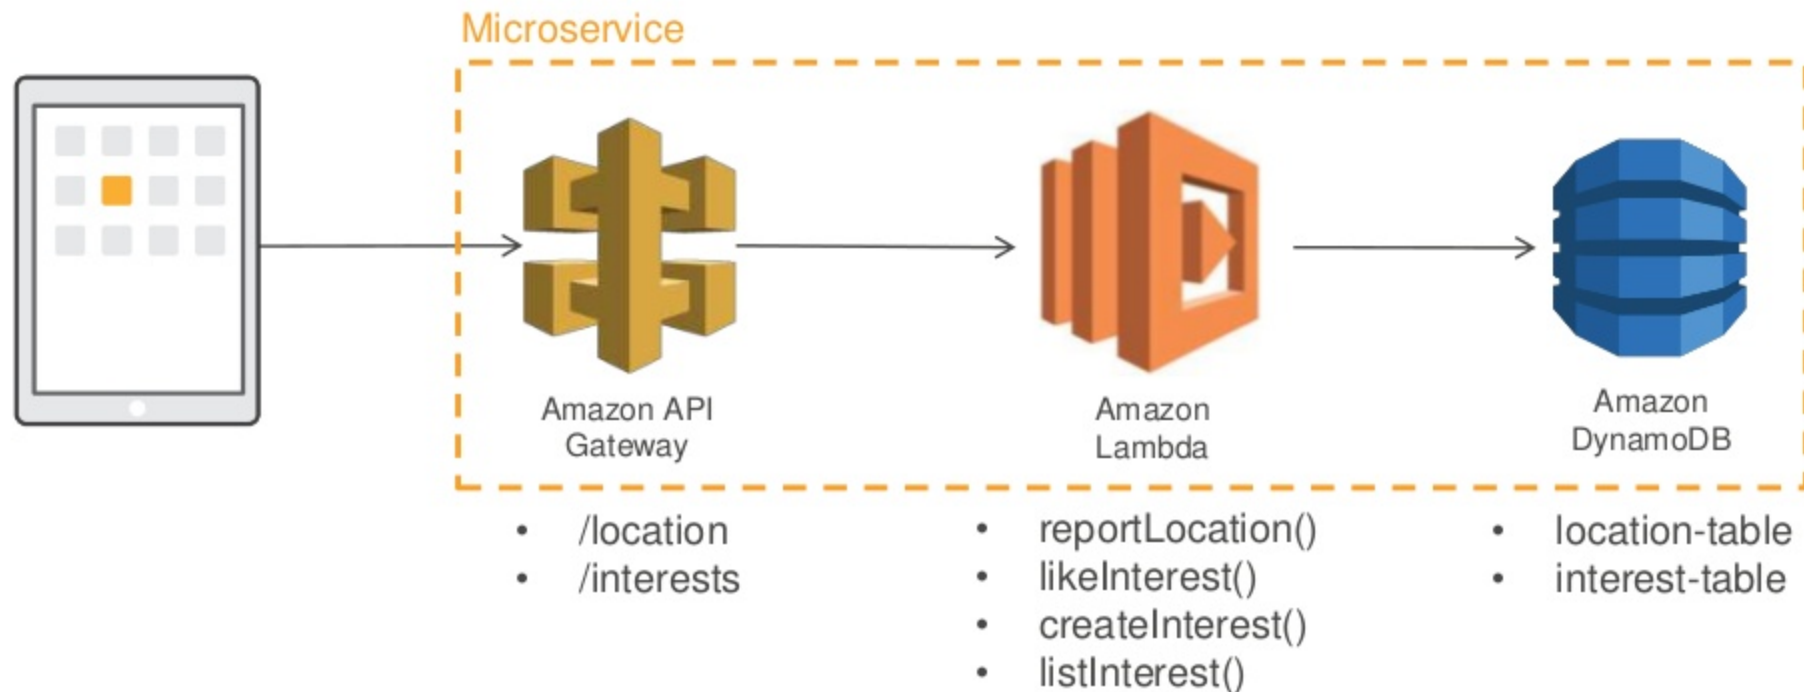 Microservice
Amazon API
Gateway
Amazon
Lambda
Amazon
DynamoDB
• /location
• /interests
• reportLocation()
• likeInterest()
• createInterest()
• listInterest()
• location-table
• interest-table